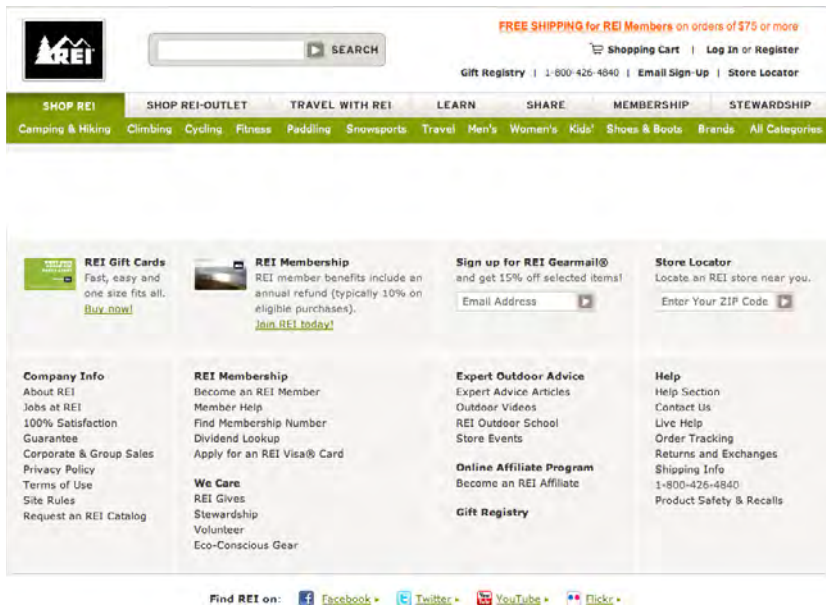 FREE SHIPPING for REI Members on orders of $75 or more
REI
SEARCH
Shopping Cart | Log In or Register
Gift Registry | 1-800-426-4840 | Email Sign-Up | Store Locator
SHOP REI SHOP REI-OUTLET TRAVEL WITH REI LEARN SHARE MEMBERSHIP STEWARDSHIP
Camping & Hiking Climbing Cycling Fitness Paddling Snowsports Travel Men's Women's Kids' Shoes & Boots Brands All Categories
REI Gift Cards
Fast, easy and
one size fits all.
Buy now!
REI Membership
REI member benefits include an
annual refund (typically 10% on
eligible purchases).
Join REI today!
Sign up for REI Gearmail®
and get 15% off selected items!
Email Address
Store Locator
Locate an REI store near you.
Enter Your ZIP Code
Company Info
About REI
Jobs at REI
100% Satisfaction
Guarantee
Corporate & Group Sales
Privacy Policy
Terms of Use
Site Rules
Request an REI Catalog
REI Membership
Become an REI Member
Member Help
Find Membership Number
Dividend Lookup
Apply for an REI Visa® Card
We Care
REI Gives
Stewardship
Volunteer
Eco-Conscious Gear
Expert Outdoor Advice
Expert Advice Articles
Outdoor Videos
REI Outdoor School
Store Events
Online Affiliate Program
Become an REI Affiliate
Gift Registry
Help
Help Section
Contact Us
Live Help
Order Tracking
Returns and Exchanges
Shipping Info
1-800-426-4840
Product Safety & Recalls
Find REI on: Facebook Twitter YouTube Flickr